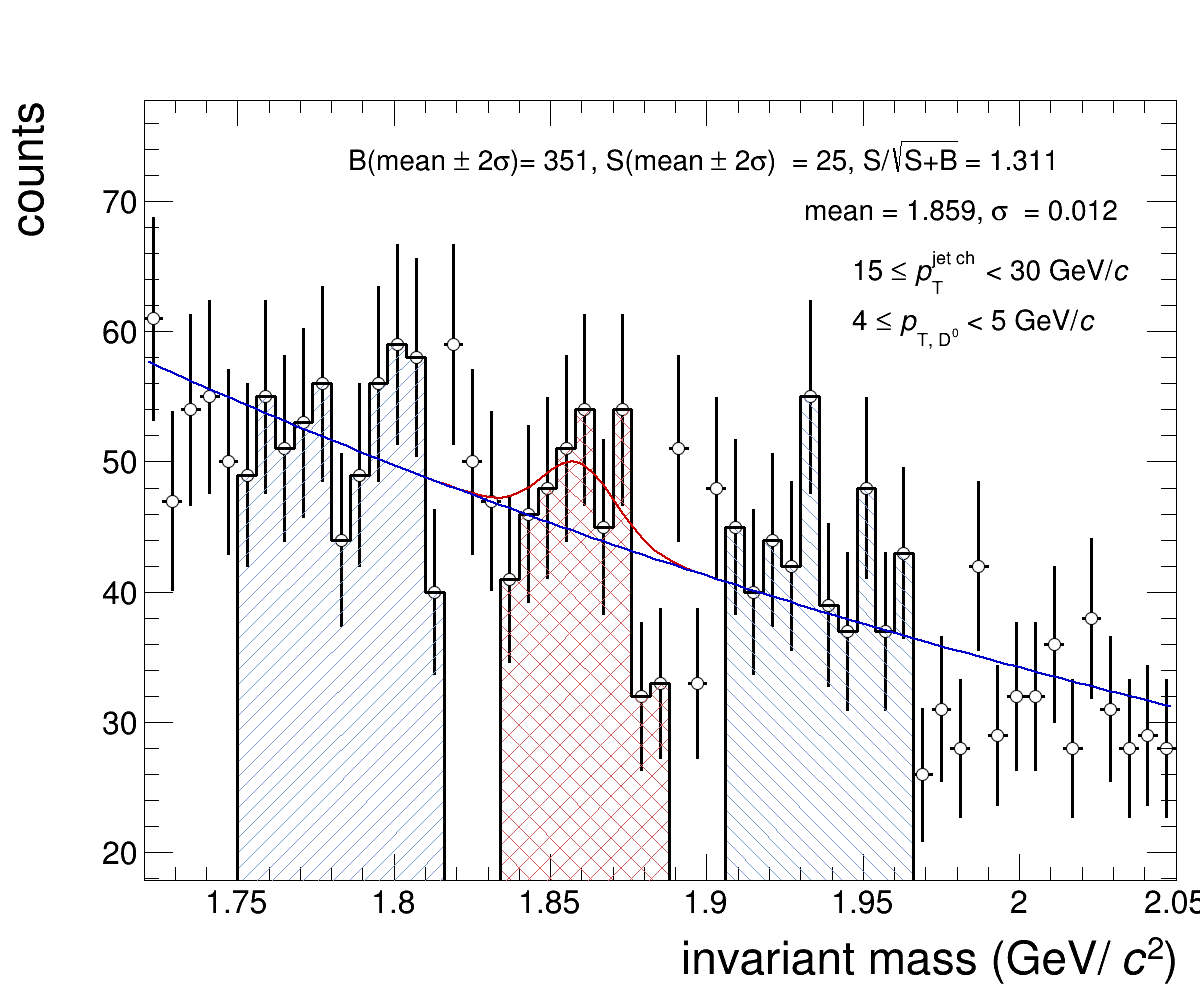 counts
B(mean ± 2σ)= 351, S(mean ± 2σ) = 25, S/√S+B = 1.311
mean = 1.859, σ = 0.012
15 ≤ p_T^jet ch < 30 GeV/c
4 ≤ p_T, D⁰ < 5 GeV/c
70
60
50
40
30
20
1.75 1.8 1.85 1.9 1.95 2 2.05
invariant mass (GeV/ c²)